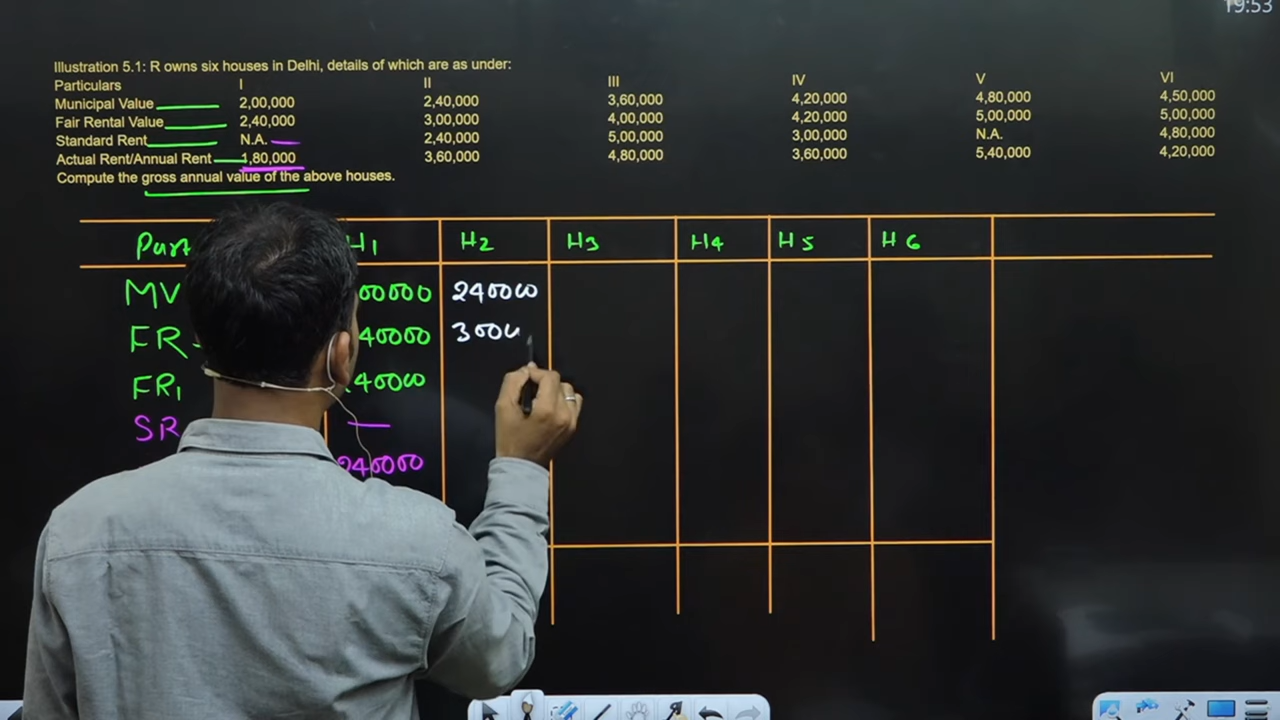 19:53
Illustration 5.1: R owns six houses in Delhi, details of which are as under:
Particulars I II III IV V VI
Municipal Value 2,00,000 2,40,000 3,60,000 4,20,000 4,80,000 4,50,000
Fair Rental Value 2,40,000 3,00,000 4,00,000 4,20,000 5,00,000 5,00,000
Standard Rent N.A. 2,40,000 5,00,000 3,00,000 N.A. 4,80,000
Actual Rent/Annual Rent 1,80,000 3,60,000 4,80,000 3,60,000 5,40,000 4,20,000
Compute the gross annual value of the above houses.
H1 H2 H3 H4 H5 H6
MV 00000 240000
FR 40000 3000
FR1 40000
SR —
240000